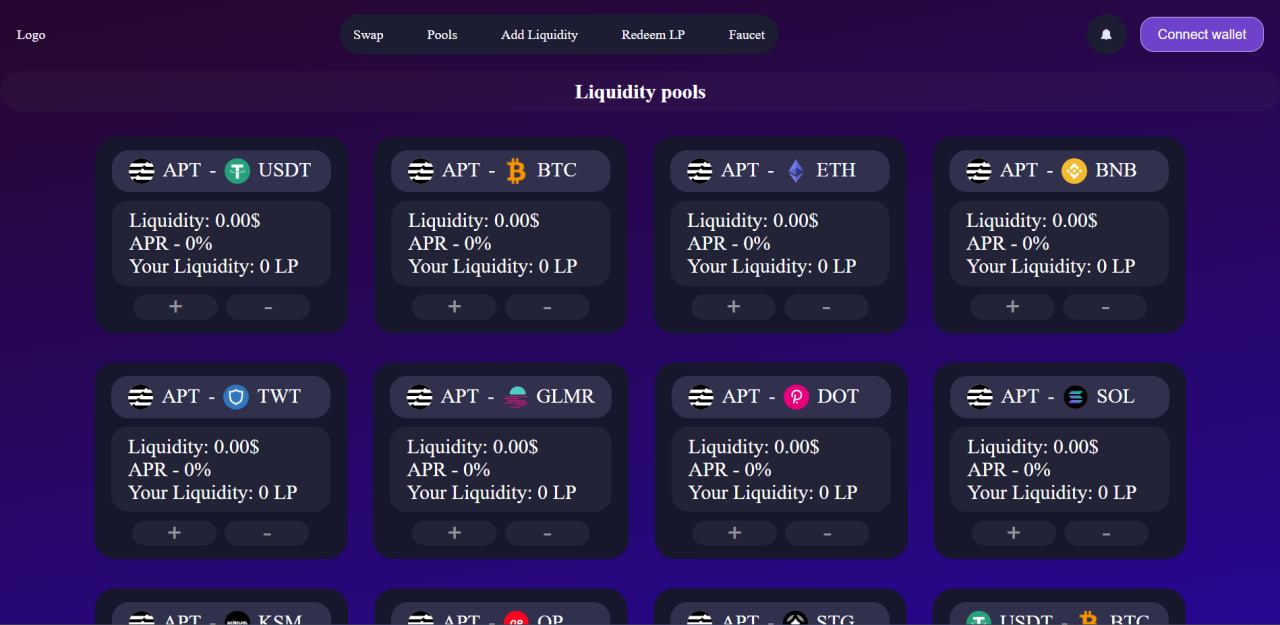 Logo
Swap Pools Add Liquidity Redeem LP Faucet
Connect wallet
Liquidity pools
APT - USDT
Liquidity: 0.00$
APR - 0%
Your Liquidity: 0 LP
+ -
APT - BTC
Liquidity: 0.00$
APR - 0%
Your Liquidity: 0 LP
+ -
APT - ETH
Liquidity: 0.00$
APR - 0%
Your Liquidity: 0 LP
+ -
APT - BNB
Liquidity: 0.00$
APR - 0%
Your Liquidity: 0 LP
+ -
APT - TWT
Liquidity: 0.00$
APR - 0%
Your Liquidity: 0 LP
+ -
APT - GLMR
Liquidity: 0.00$
APR - 0%
Your Liquidity: 0 LP
+ -
APT - DOT
Liquidity: 0.00$
APR - 0%
Your Liquidity: 0 LP
+ -
APT - SOL
Liquidity: 0.00$
APR - 0%
Your Liquidity: 0 LP
+ -
APT - KSM
APT - OP
APT - STG
USDT - BTC